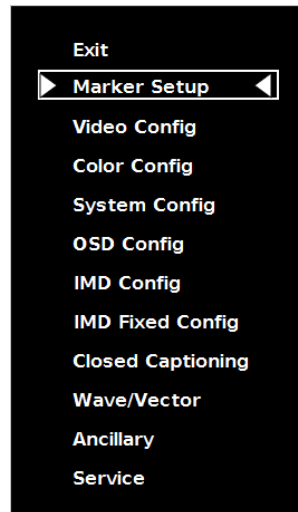 Exit
Marker Setup
Video Config
Color Config
System Config
OSD Config
IMD Config
IMD Fixed Config
Closed Captioning
Wave/Vector
Ancillary
Service